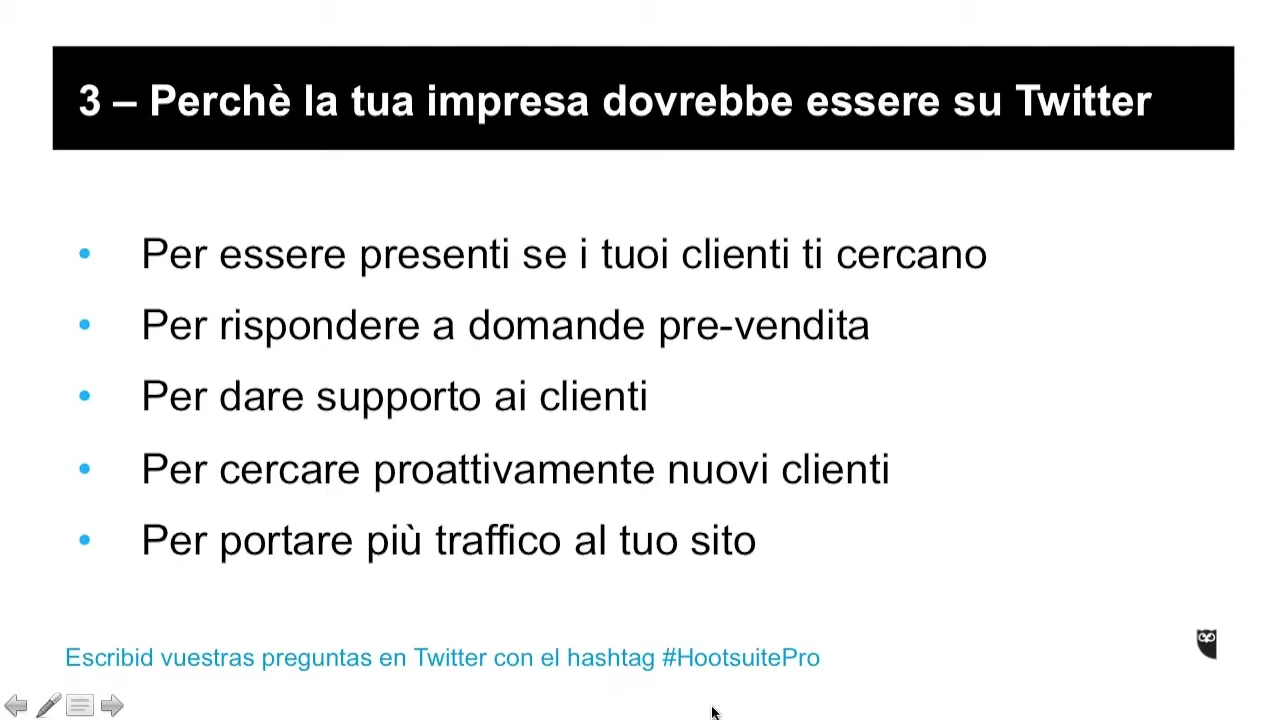 3 – Perchè la tua impresa dovrebbe essere su Twitter
• Per essere presenti se i tuoi clienti ti cercano
• Per rispondere a domande pre-vendita
• Per dare supporto ai clienti
• Per cercare proattivamente nuovi clienti
• Per portare più traffico al tuo sito
Escribid vuestras preguntas en Twitter con el hashtag #HootsuitePro